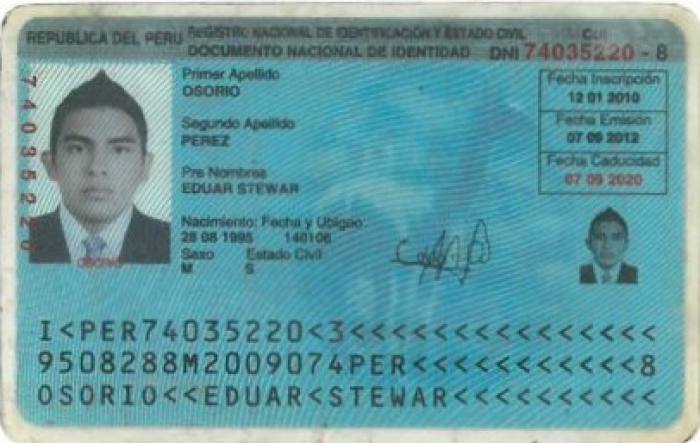 REPUBLICA DEL PERU REGISTRO NACIONAL DE IDENTIFICACIÓN Y ESTADO CIVIL CUI
DOCUMENTO NACIONAL DE IDENTIDAD DNI 74035220 - 8
74035220
Primer Apellido
OSORIO
Segundo Apellido
PEREZ
Pre Nombres
EDUAR STEWAR
Nacimiento: Fecha y Ubigeo
28 08 1995 140106
Sexo Estado Civil
M S
Fecha Inscripción
12 01 2010
Fecha Emisión
07 09 2012
Fecha Caducidad
07 09 2020
OSORIO
I<PER74035220<3<<<<<<<<<<<<<<<
9508288M2009074PER<<<<<<<<<<<8
OSORIO<<EDUAR<STEWAR<<<<<<<<<<